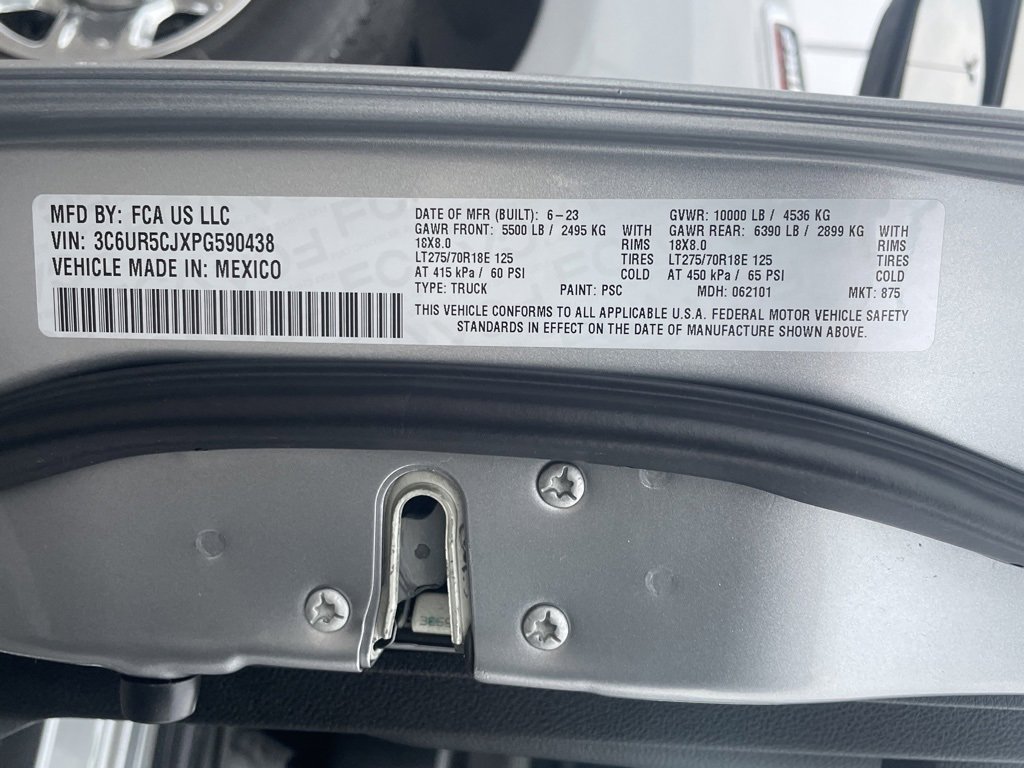 MFD BY: FCA US LLC
VIN: 3C6UR5CJXPG590438
VEHICLE MADE IN: MEXICO
DATE OF MFR (BUILT): 6-23 GVWR: 10000 LB / 4536 KG
GAWR FRONT: 5500 LB / 2495 KG WITH GAWR REAR: 6390 LB / 2899 KG WITH
18X8.0 RIMS 18X8.0 RIMS
LT275/70R18E 125 TIRES LT275/70R18E 125 TIRES
AT 415 kPa / 60 PSI COLD AT 450 kPa / 65 PSI COLD
TYPE: TRUCK PAINT: PSC MDH: 062101 MKT: 875
THIS VEHICLE CONFORMS TO ALL APPLICABLE U.S.A. FEDERAL MOTOR VEHICLE SAFETY
STANDARDS IN EFFECT ON THE DATE OF MANUFACTURE SHOWN ABOVE.